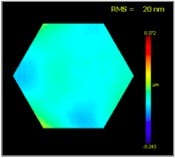 RMS = 20 nm
0.372
µm
-0.243